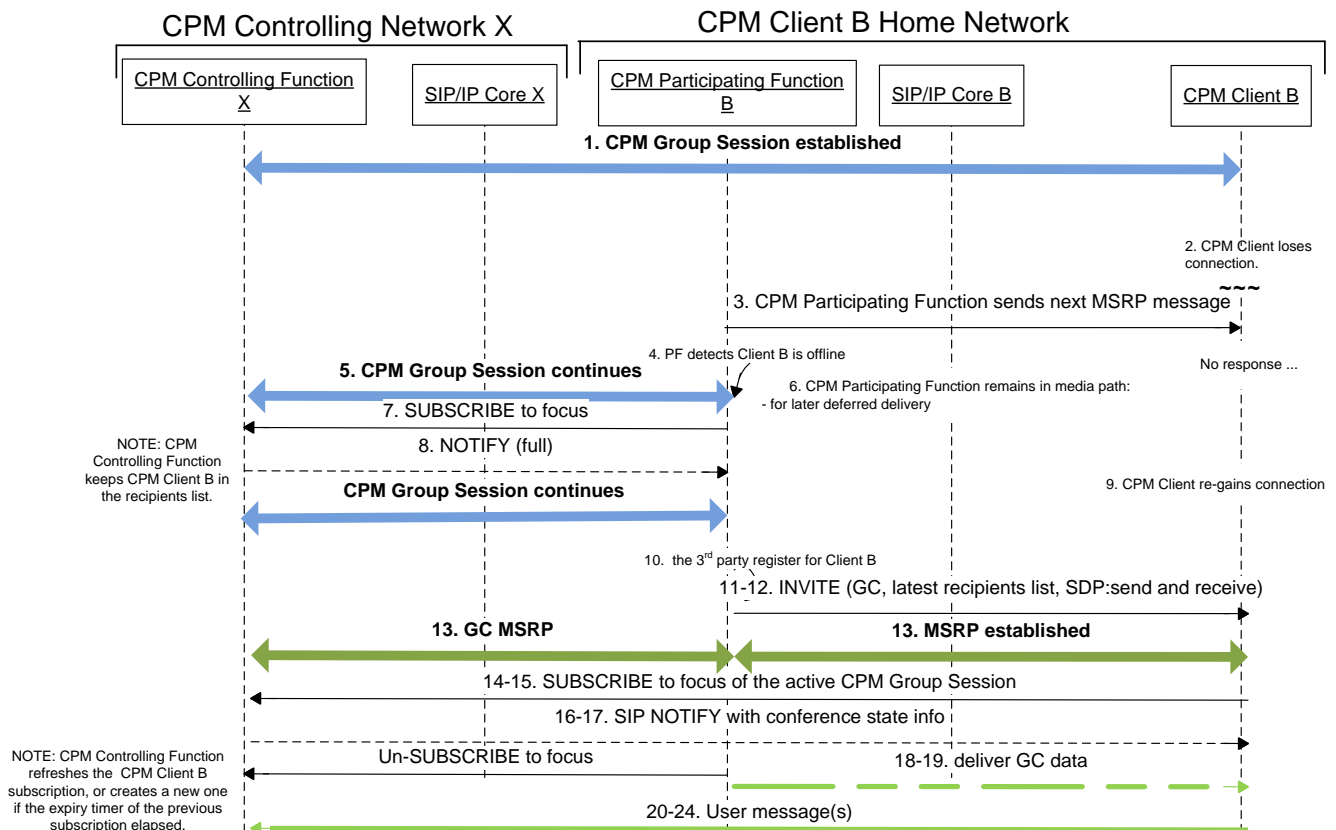 CPM Controlling Network X
CPM Client B Home Network
CPM Controlling Function
X
SIP/IP Core X
CPM Participating Function
B
SIP/IP Core B
CPM Client B
1. CPM Group Session established
2. CPM Client loses
connection.
~~~
3. CPM Participating Function sends next MSRP message
4. PF detects Client B is offline
No response ...
5. CPM Group Session continues
6. CPM Participating Function remains in media path:
- for later deferred delivery
7. SUBSCRIBE to focus
8. NOTIFY (full)
NOTE: CPM
Controlling Function
keeps CPM Client B in
the recipients list.
CPM Group Session continues
9. CPM Client re-gains connection
10. the 3rd party register for Client B
11-12. INVITE (GC, latest recipients list, SDP:send and receive)
13. GC MSRP
13. MSRP established
14-15. SUBSCRIBE to focus of the active CPM Group Session
16-17. SIP NOTIFY with conference state info
Un-SUBSCRIBE to focus
18-19. deliver GC data
NOTE: CPM Controlling Function
refreshes the CPM Client B
subscription, or creates a new one
if the expiry timer of the previous
subscription elapsed.
20-24. User message(s)